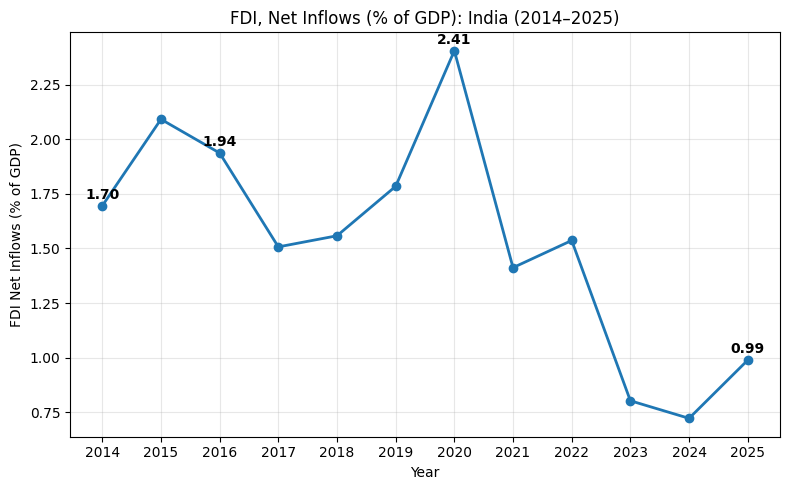 FDI, Net Inflows (% of GDP): India (2014–2025)
2.41
1.94
1.70
0.99
FDI Net Inflows (% of GDP)
2.25
2.00
1.75
1.50
1.25
1.00
0.75
2014 2015 2016 2017 2018 2019 2020 2021 2022 2023 2024 2025
Year